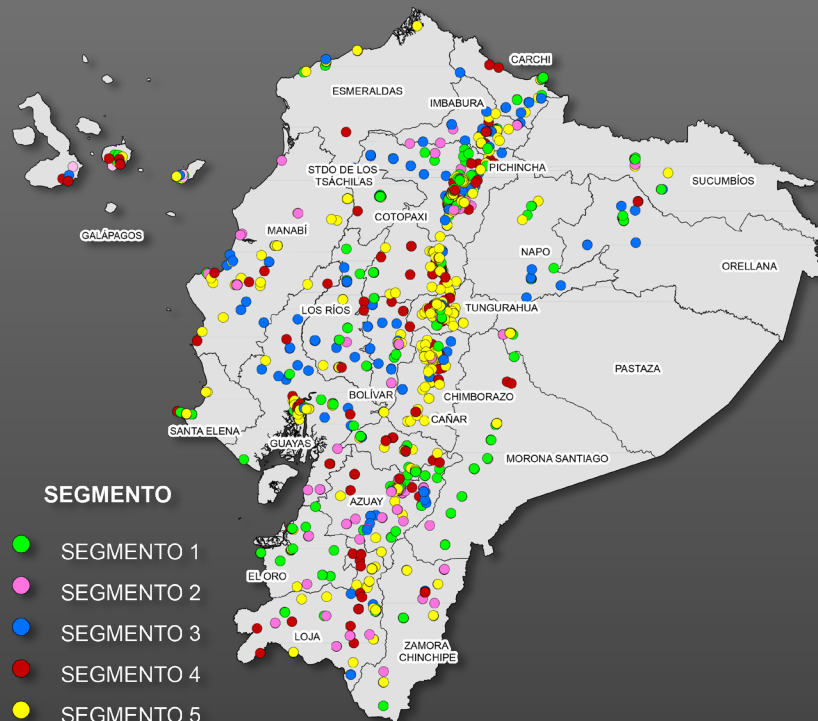 CARCHI
ESMERALDAS
IMBABURA
PICHINCHA
STDO DE LOS
TSÁCHILAS
SUCUMBÍOS
COTOPAXI
MANABÍ
GALÁPAGOS
NAPO
ORELLANA
LOS RÍOS
TUNGURAHUA
PASTAZA
BOLÍVAR
CHIMBORAZO
CAÑAR
SANTA ELENA
GUAYAS
MORONA SANTIAGO
AZUAY
EL ORO
LOJA
ZAMORA
CHINCHIPE
SEGMENTO
SEGMENTO 1
SEGMENTO 2
SEGMENTO 3
SEGMENTO 4
SEGMENTO 5